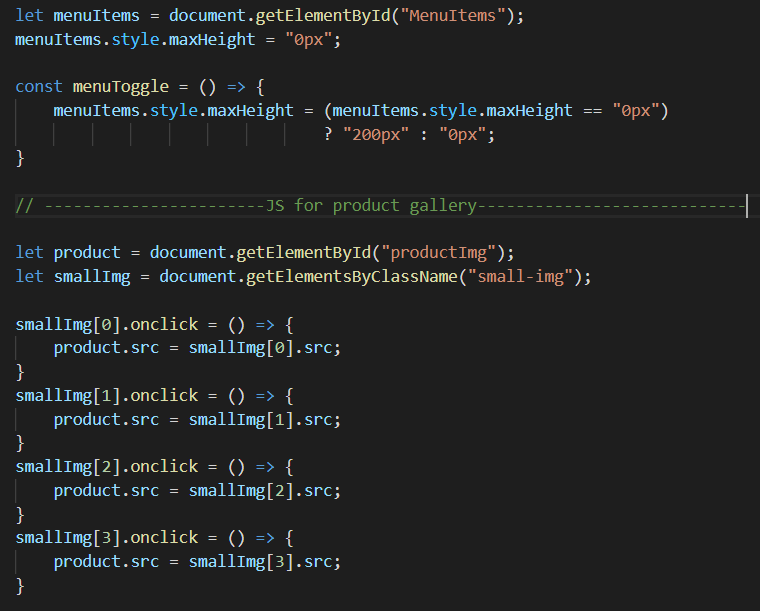 let menuItems = document.getElementById("MenuItems");
menuItems.style.maxHeight = "0px";
const menuToggle = () => {
menuItems.style.maxHeight = (menuItems.style.maxHeight == "0px")
? "200px" : "0px";
}
// -----------------------JS for product gallery----------------------------
let product = document.getElementById("productImg");
let smallImg = document.getElementsByClassName("small-img");
smallImg[0].onclick = () => {
product.src = smallImg[0].src;
}
smallImg[1].onclick = () => {
product.src = smallImg[1].src;
}
smallImg[2].onclick = () => {
product.src = smallImg[2].src;
}
smallImg[3].onclick = () => {
product.src = smallImg[3].src;
}